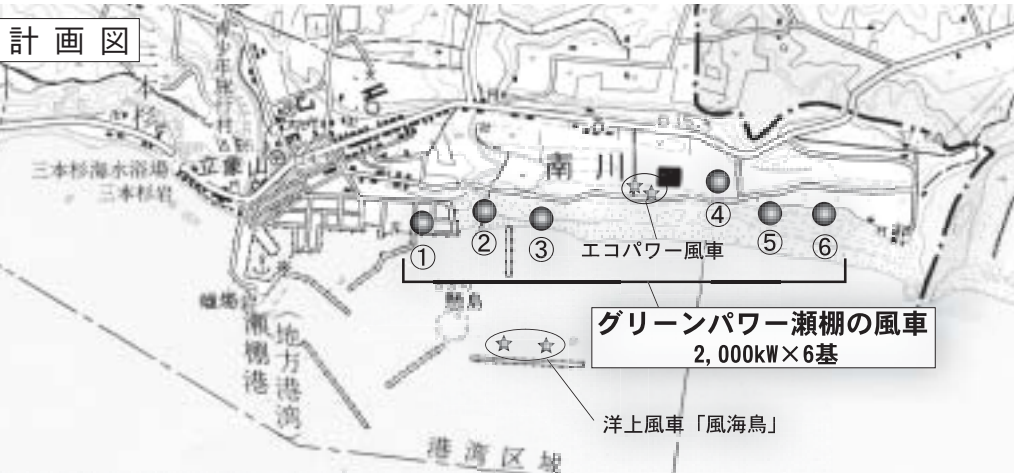 計画図
南川
三本杉海水浴場
三本杉岩
立象山
①
②
③
④
⑤
⑥
エコパワー風車
グリーンパワー瀬棚の風車
2,000kW×6基
瀬棚港
(地方港湾)
洋上風車「風海鳥」
港湾区域